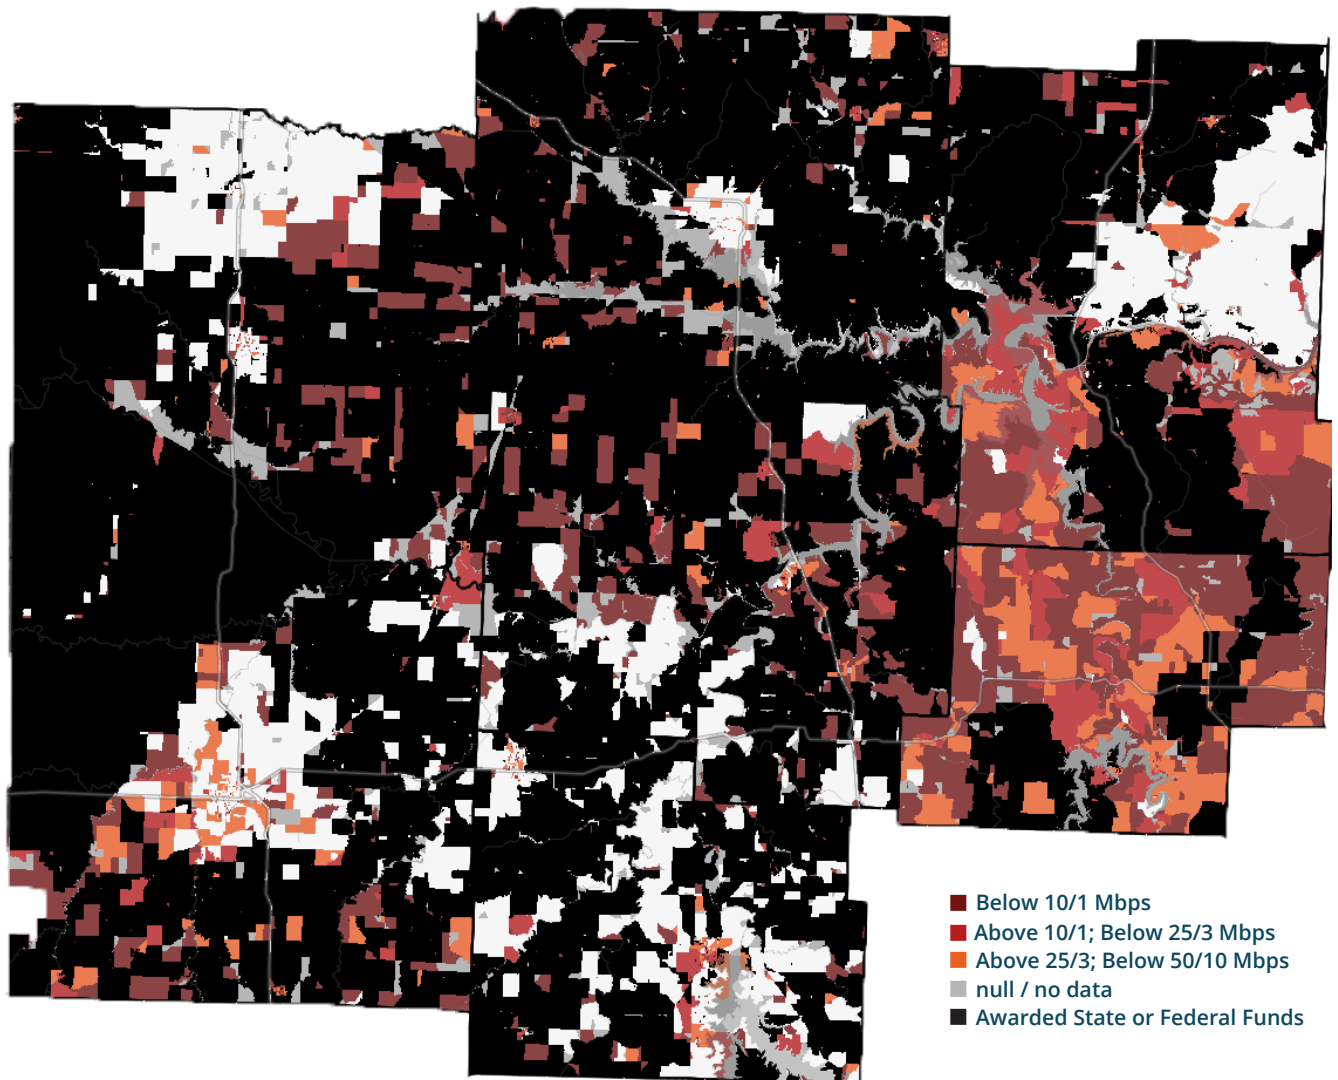 Below 10/1 Mbps
Above 10/1; Below 25/3 Mbps
Above 25/3; Below 50/10 Mbps
null / no data
Awarded State or Federal Funds